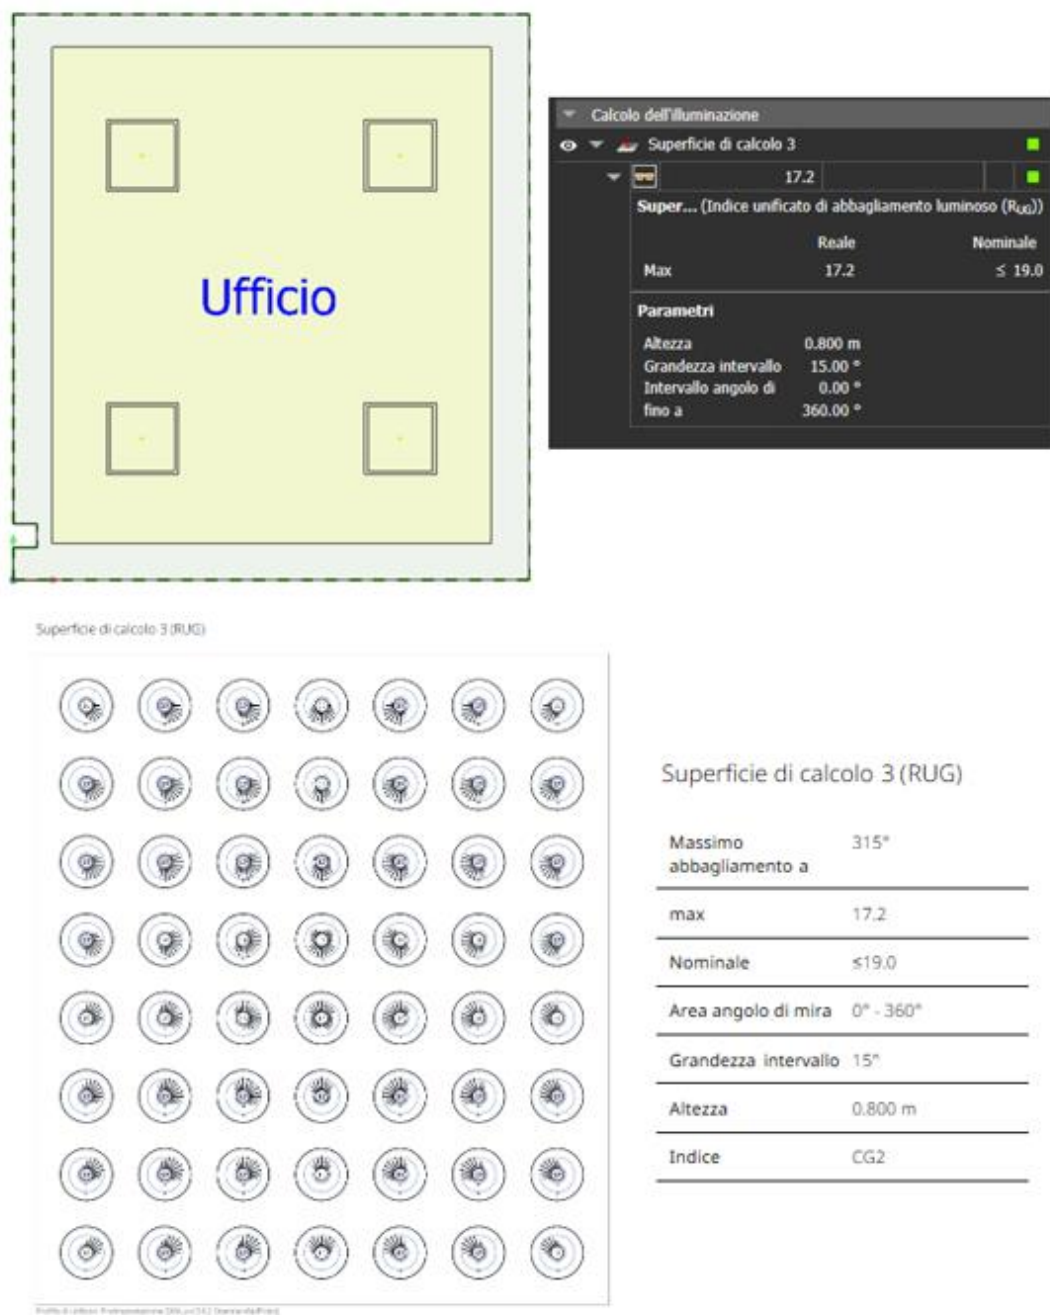 Ufficio
Calcolo dell'illuminazione
Superficie di calcolo 3
17.2
Super... (Indice unificato di abbagliamento luminoso (RUG))
Reale Nominale
Max 17.2 ≤ 19.0
Parametri
Altezza 0.800 m
Grandezza intervallo 15.00 °
Intervallo angolo di 0.00 °
fino a 360.00 °
Superficie di calcolo 3 (RUG)
Superficie di calcolo 3 (RUG)
Massimo 315°
abbagliamento a
max 17.2
Nominale ≤19.0
Area angolo di mira 0° - 360°
Grandezza intervallo 15°
Altezza 0.800 m
Indice CG2